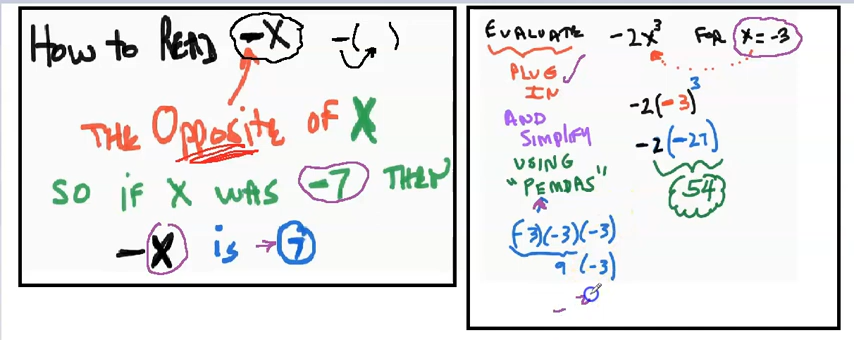 How to READ -X -( )
THE Opposite OF X
SO IF X WAS -7 THEN
-X is → 7
EVALUATE -2x³ FOR x = -3
PLUG IN
-2(-3)³
AND SIMPLIFY
-2(-27)
USING "PEMDAS"
54
(-3)(-3)(-3)
9 (-3)